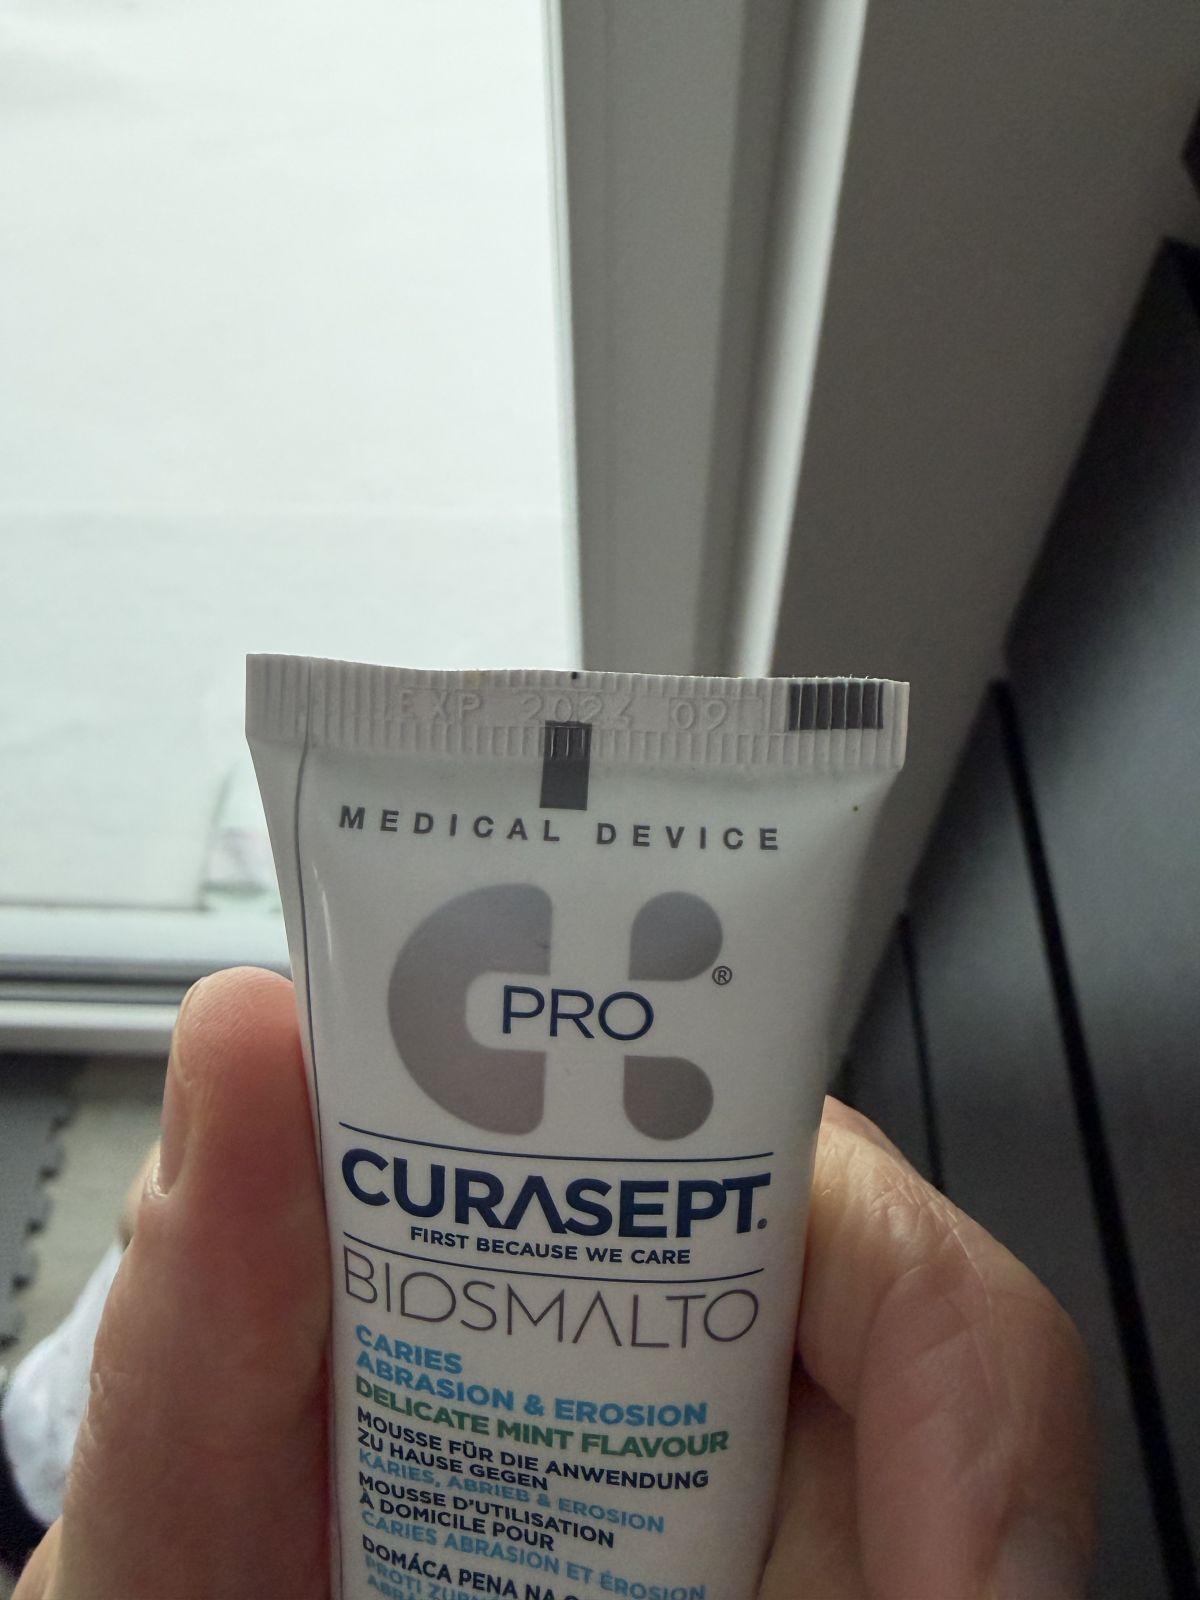 EXP 09
MEDICAL DEVICE
PRO
®
CURASEPT.
FIRST BECAUSE WE CARE
BIOSMALTO
CARIES
ABRASION & EROSION
DELICATE MINT FLAVOUR
MOUSSE FÜR DIE ANWENDUNG
ZU HAUSE GEGEN
KARIES, ABRIEB & EROSION
MOUSSE D'UTILISATION
À DOMICILE POUR
CARIES ABRASION ET ÉROSION
DOMÁCA PENA NA
PROTI